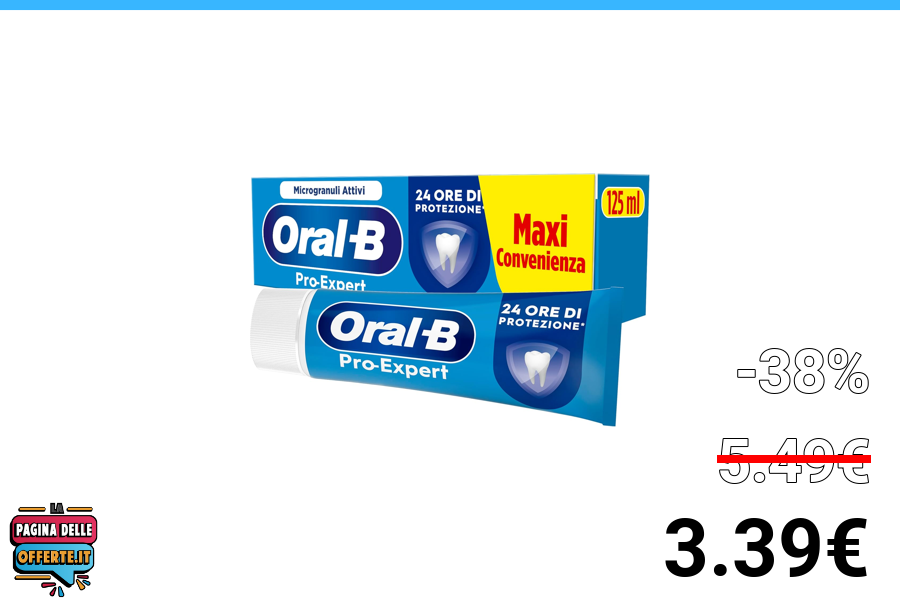 Microgranuli Attivi
Oral-B
Pro-Expert
24 ORE DI
PROTEZIONE*
Maxi
Convenienza
125 ml
Oral-B
Pro-Expert
24 ORE DI
PROTEZIONE*
-38%
5.49€
3.39€
LA
PAGINA DELLE
OFFERTE.IT